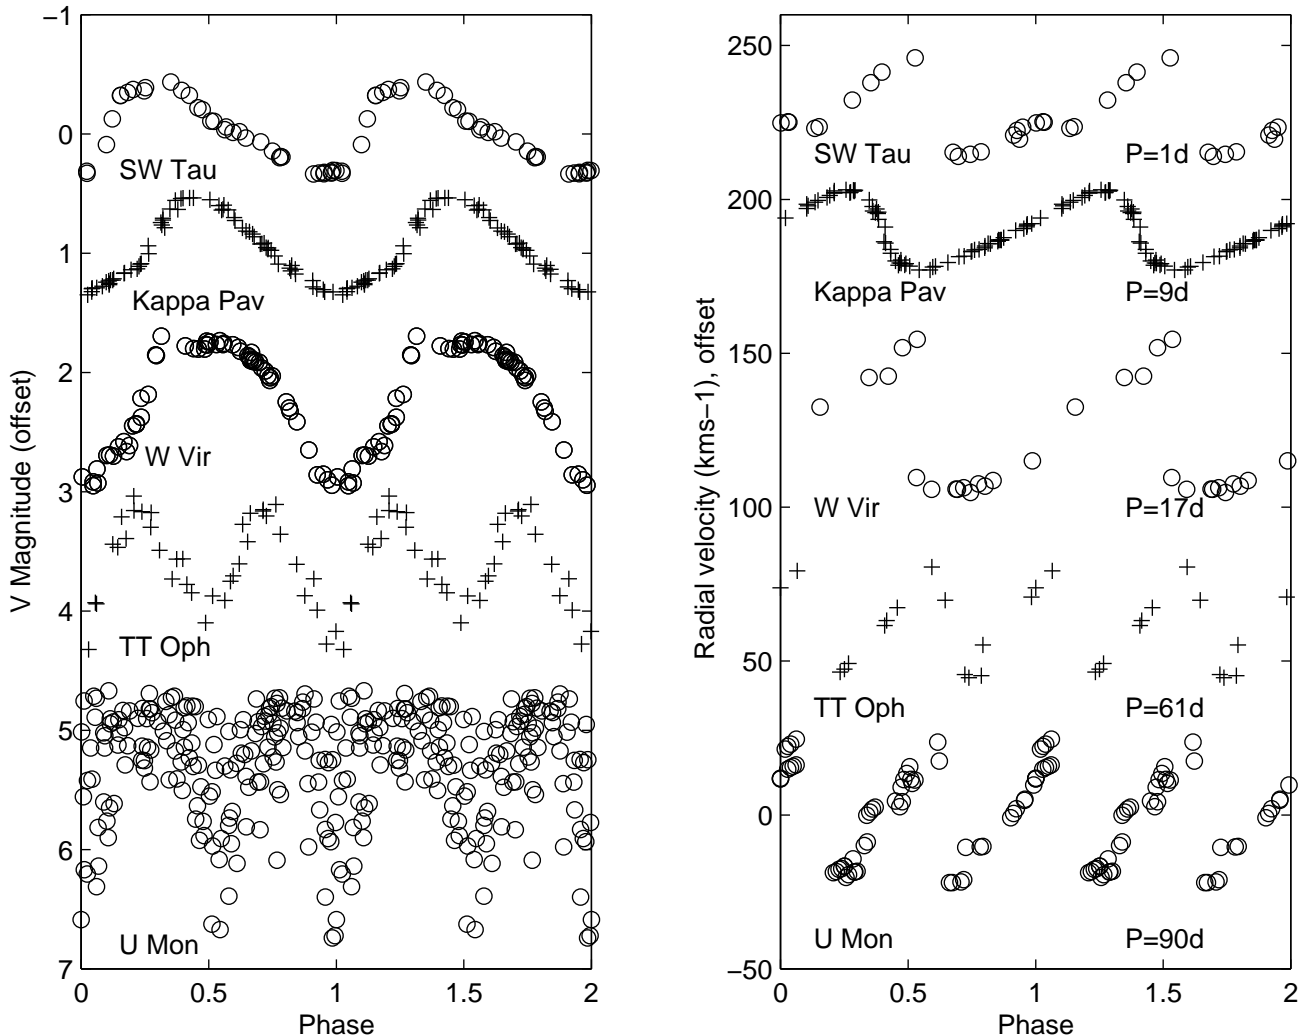 −1
0
1
2
3
4
5
6
7
V Magnitude (offset)
SW Tau
Kappa Pav
W Vir
TT Oph
U Mon
0
0.5
1
1.5
2
Phase
250
200
150
100
50
0
−50
Radial velocity (kms−1), offset
SW Tau
P=1d
Kappa Pav
P=9d
W Vir
P=17d
TT Oph
P=61d
U Mon
P=90d
0
0.5
1
1.5
2
Phase